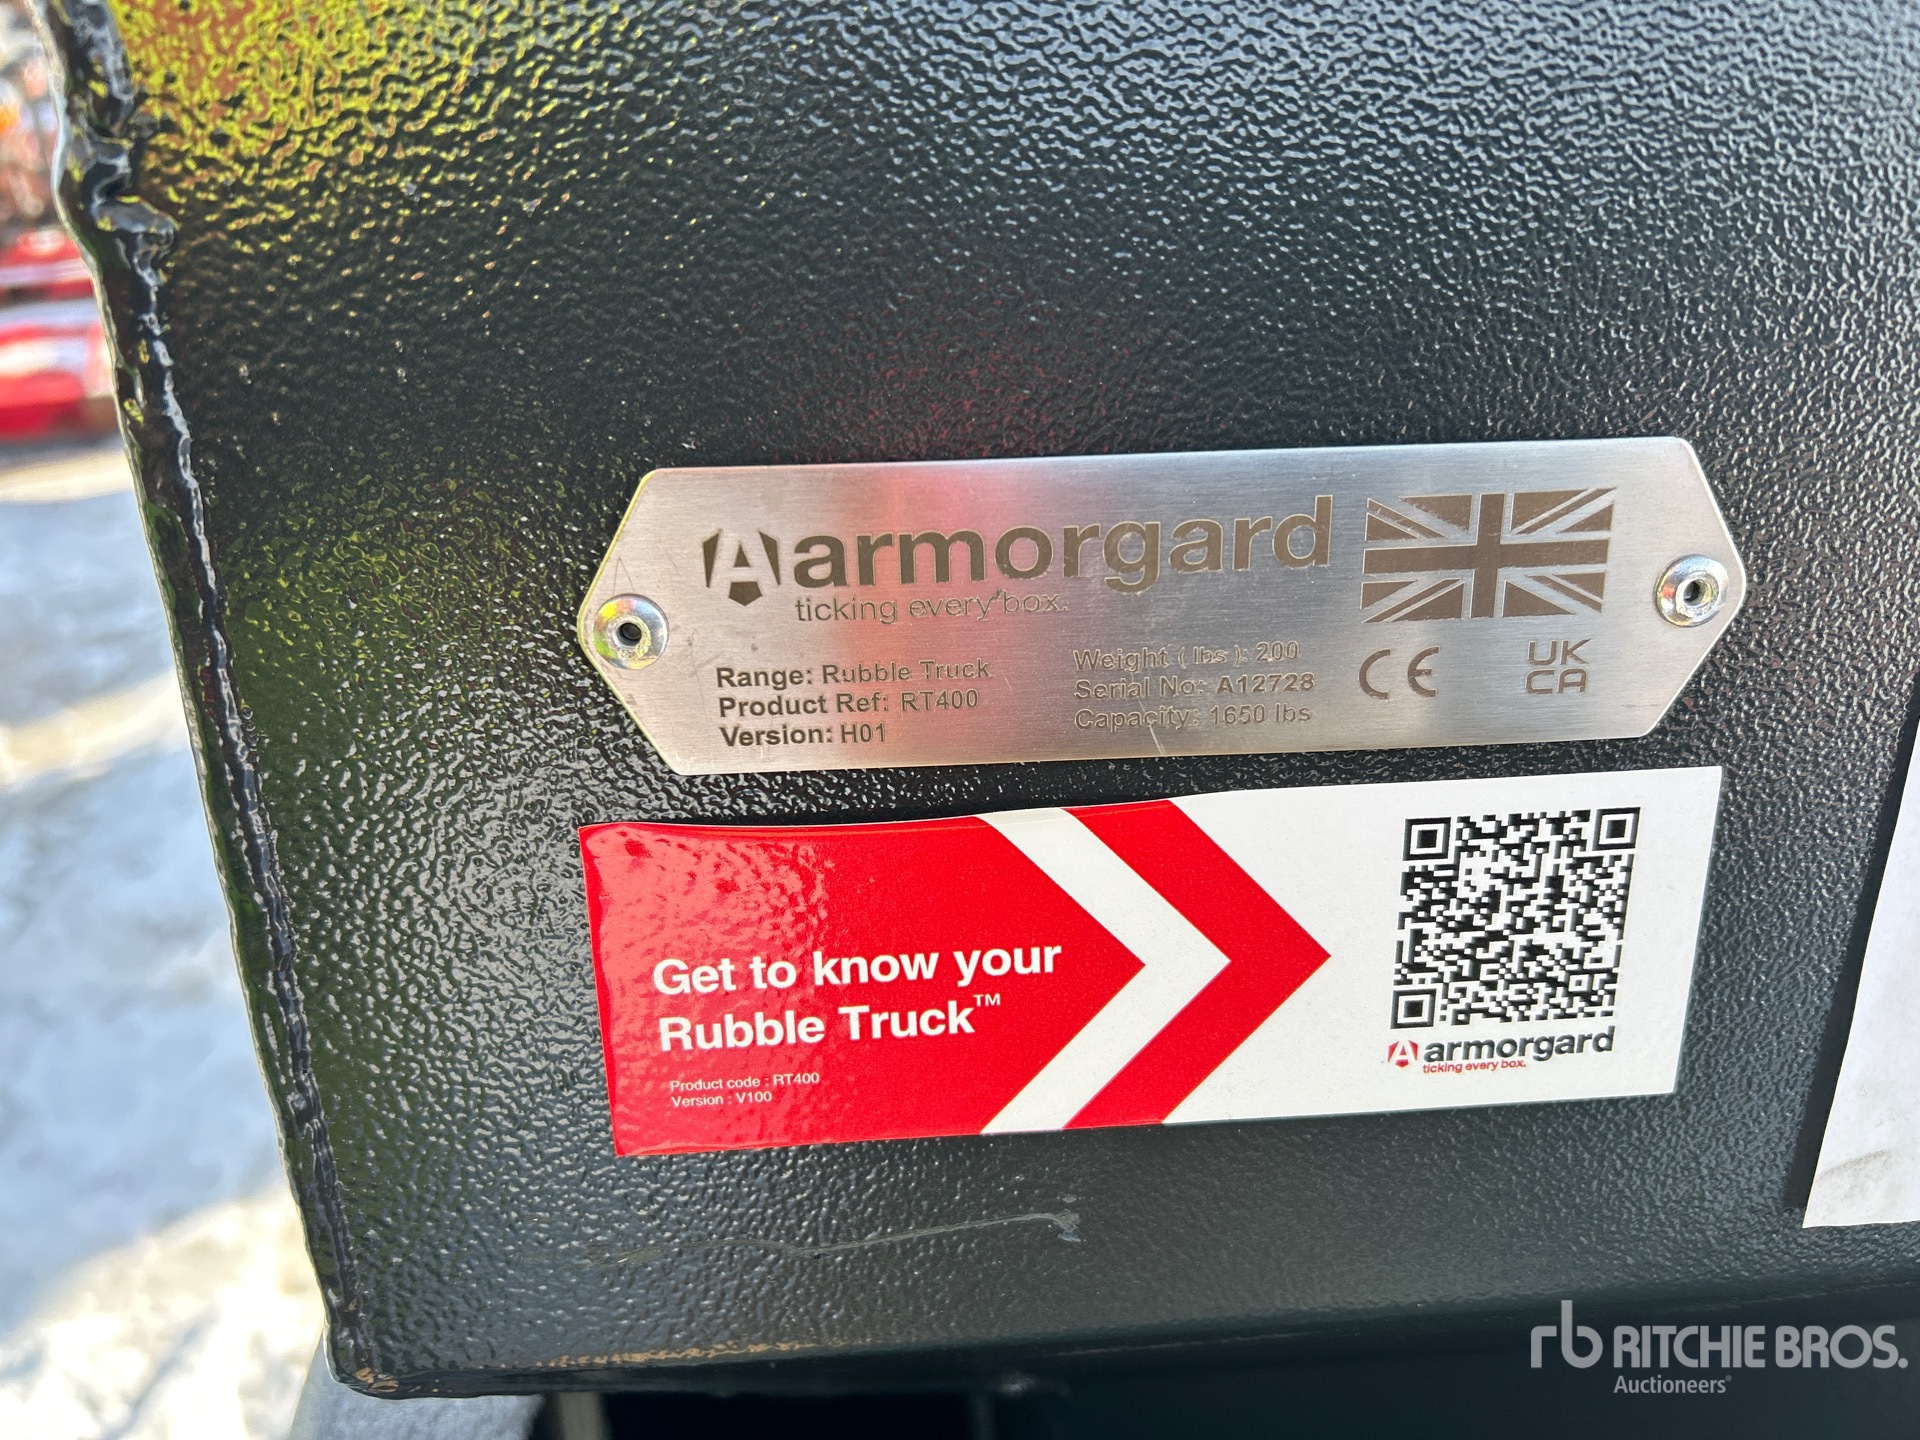 armorgard
ticking every box.
Range: Rubble Truck
Product Ref: RT400
Version: H01
Weight ( lbs ): 200
Serial No: A12728
Capacity: 1650 lbs
CE
UK
CA
Get to know your
Rubble Truck™
Product code : RT400
Version : V100
armorgard
ticking every box.
rb RITCHIE BROS.
Auctioneers®